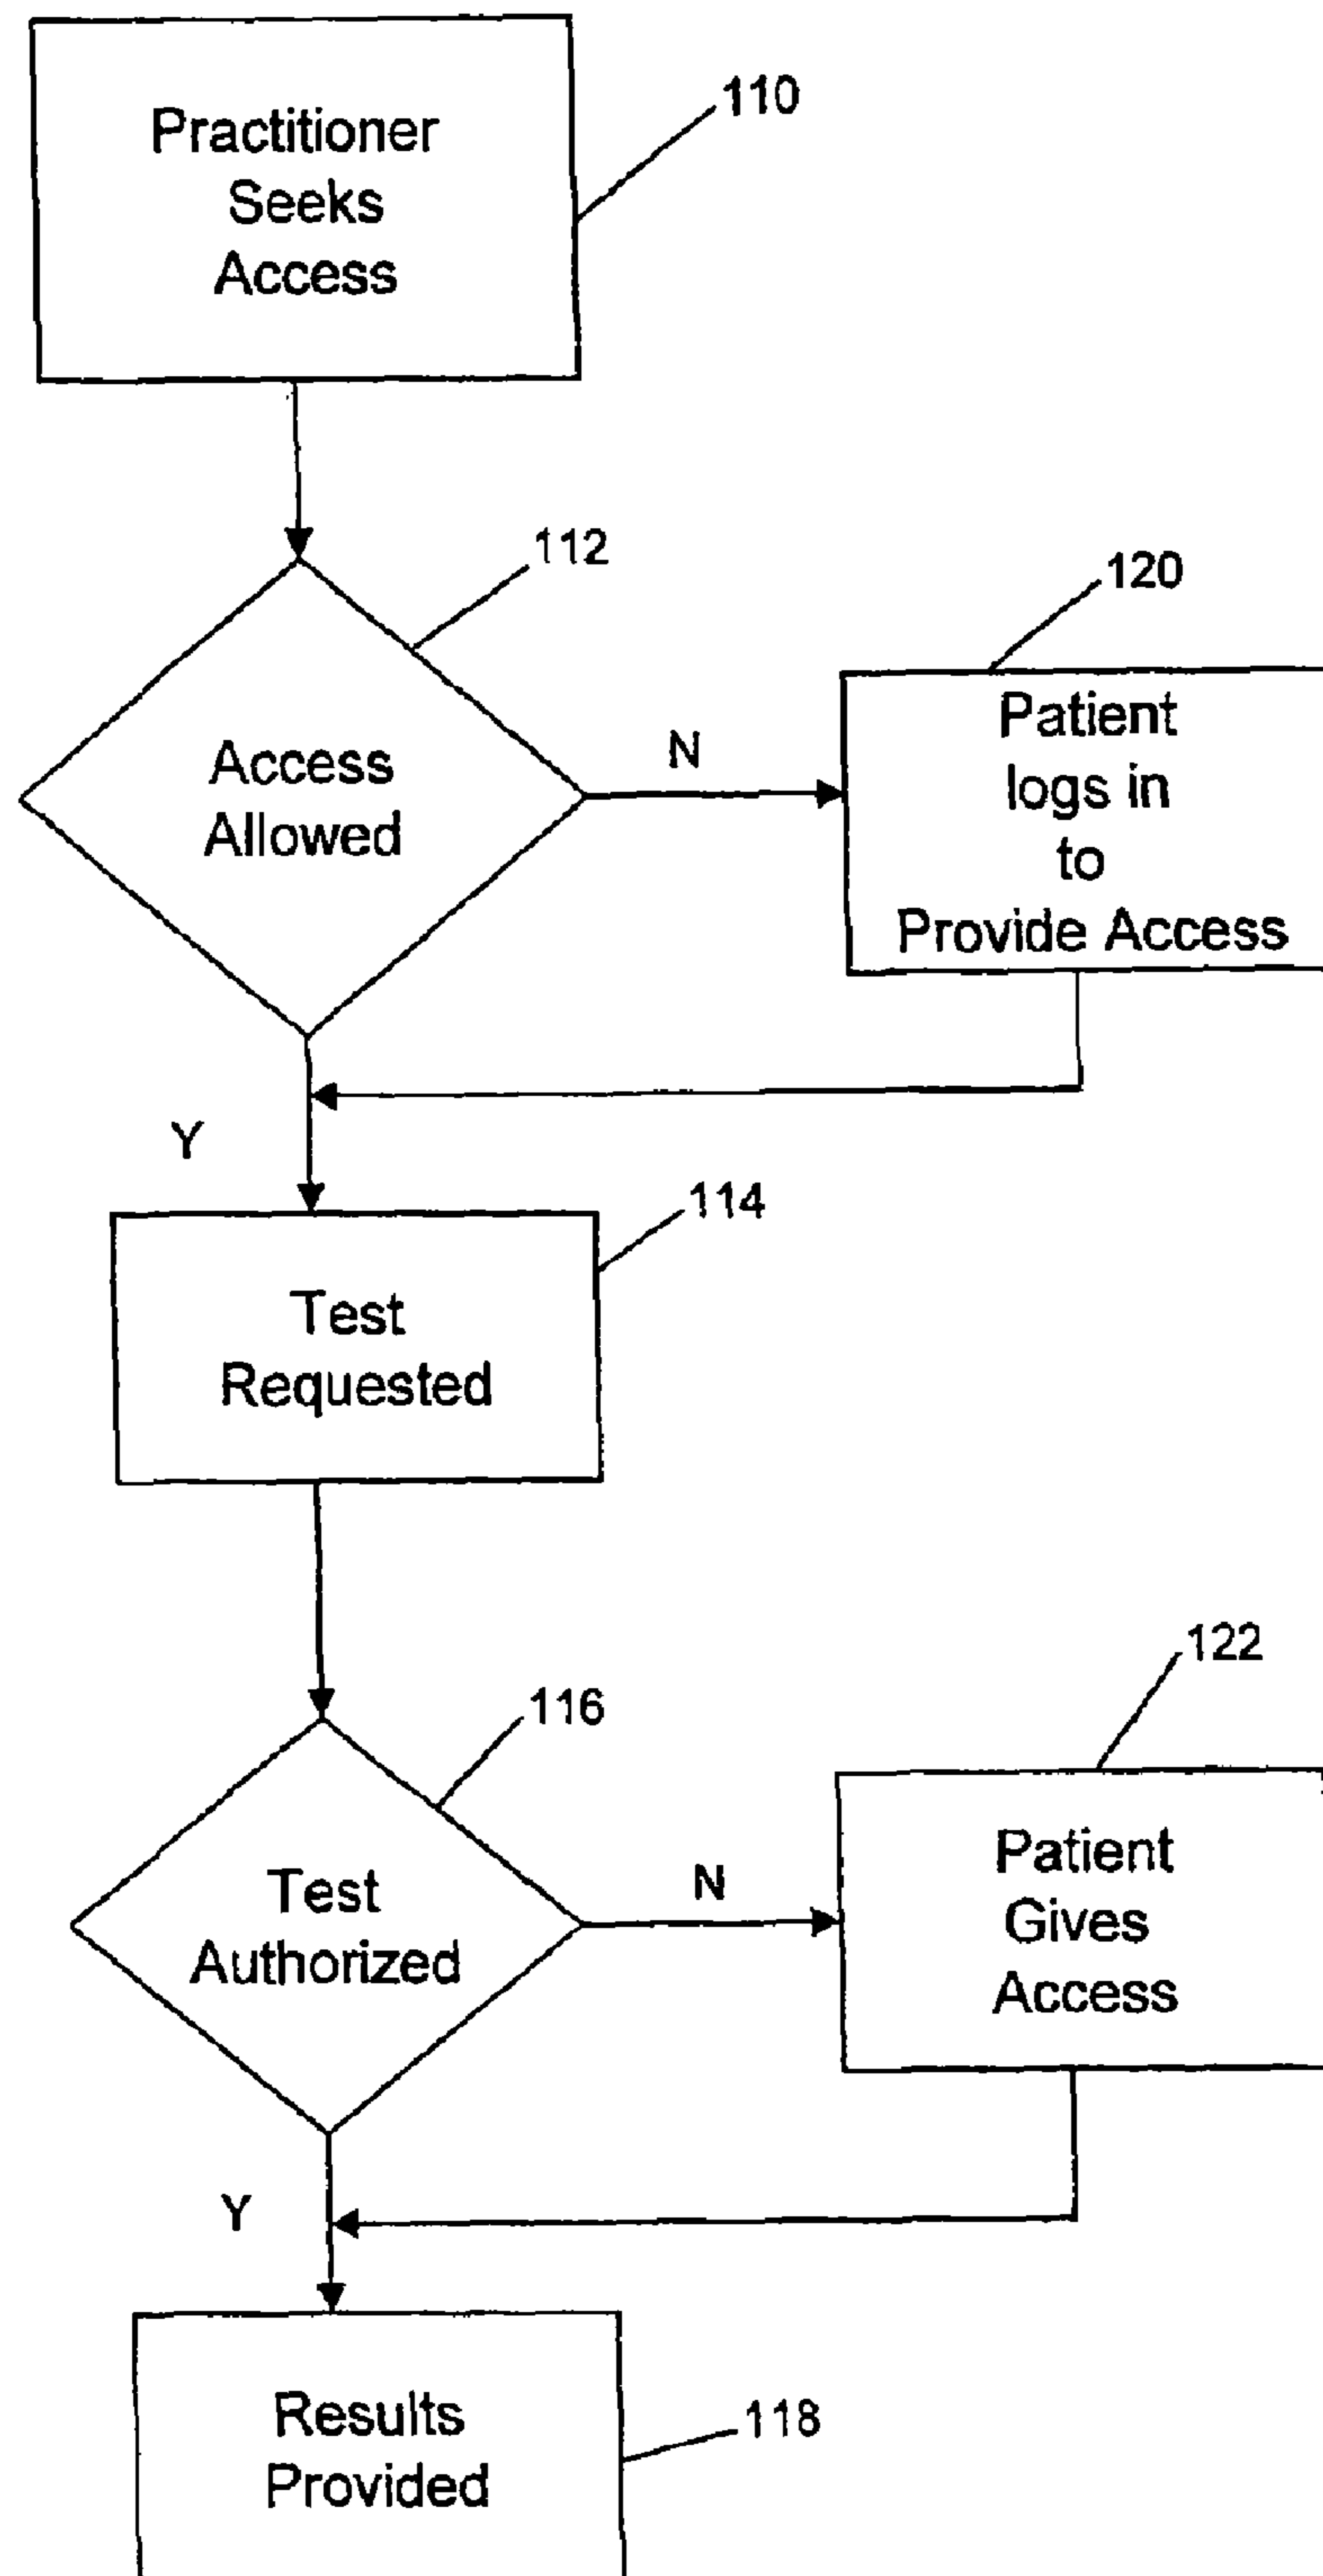 Practitioner
Seeks
Access
110
112
Access
Allowed
N
120
Patient
logs in
to
Provide Access
Y
114
Test
Requested
116
Test
Authorized
N
122
Patient
Gives
Access
Y
Results
Provided
118